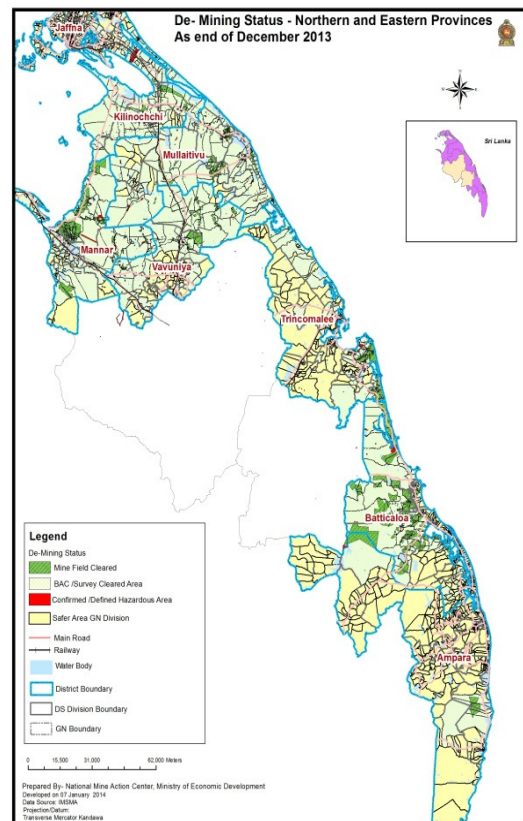 De- Mining Status - Northern and Eastern Provinces
As end of December 2013
Jaffna
Kilinochchi
Mullaitivu
Sri Lanka
Mannar
Vavuniya
Trincomalee
Batticaloa
Ampara
Legend
De-Mining Status
Mine Field Cleared
BAC /Survey Cleared Area
Confirmed /Defined Hazardous Area
Safer Area GN Division
Main Road
Railway
Water Body
District Boundary
DS Division Boundary
GN Boundary
0 15,500 31,000 62,000 Meters
Prepared By- National Mine Action Center, Ministry of Economic Development
Developed on 07 January 2014
Data Source: IMSMA
Projection/Datum:
Transverse Mercator Kandawa